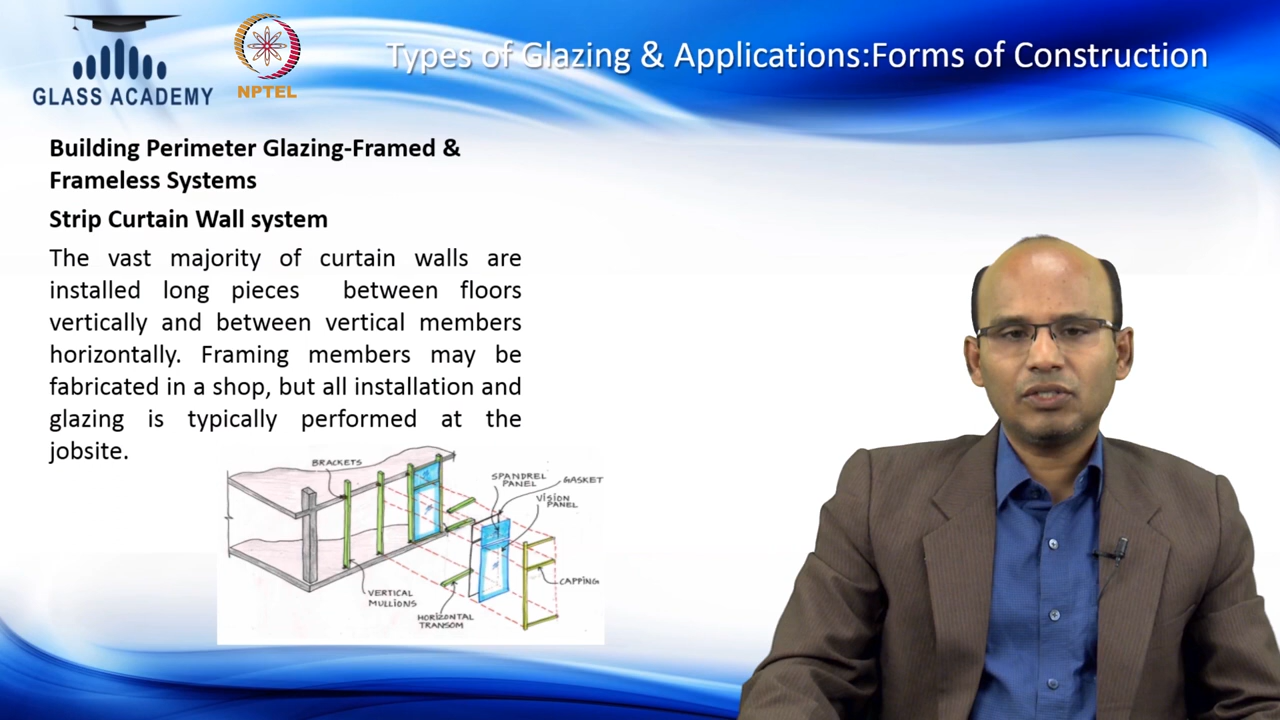 GLASS ACADEMY
NPTEL
Types of Glazing & Applications:Forms of Construction
Building Perimeter Glazing-Framed &
Frameless Systems
Strip Curtain Wall system
The vast majority of curtain walls are
installed long pieces between floors
vertically and between vertical members
horizontally. Framing members may be
fabricated in a shop, but all installation and
glazing is typically performed at the
jobsite.
BRACKETS
SPANDREL
PANEL
GASKET
VISION
PANEL
CAPPING
VERTICAL
MULLIONS
HORIZONTAL
TRANSOM